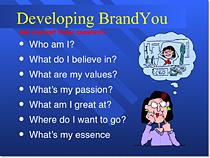 Developing BrandYou
Who am I?
What do I believe in?
What are my values?
What's my passion?
What am I great at?
Where do I want to go?
What's my essence